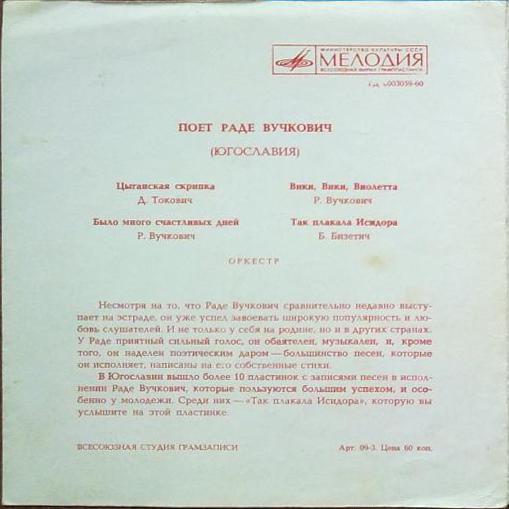 МИНИСТЕРСТВО КУЛЬТУРЫ СССР
МЕЛОДИЯ
ВСЕСОЮЗНАЯ ФИРМА ГРАМПЛАСТИНОК
ГД 0003059-60
ПОЕТ РАДЕ ВУЧКОВИЧ
(ЮГОСЛАВИЯ)
Цыганская скрипка
Д. Токович
Было много счастливых дней
Р. Вучкович
Вики, Вики, Виолетта
Р. Вучкович
Так плакала Исидора
Б. Бизетич
ОРКЕСТР
Несмотря на то, что Раде Вучкович сравнительно недавно высту-
пает на эстраде, он уже успел завоевать широкую популярность и лю-
бовь слушателей. И не только у себя на родине, но и в других странах.
У Раде приятный сильный голос, он обаятелен, музыкален, и, кроме
того, он наделен поэтическим даром — большинство песен, которые
он исполняет, написаны на его собственные стихи.
В Югославии вышло более 10 пластинок с записями песен в испол-
нении Раде Вучкович, которые пользуются большим успехом, и осо-
бенно у молодежи. Среди них — «Так плакала Исидора», которую вы
услышите на этой пластинке.
ВСЕСОЮЗНАЯ СТУДИЯ ГРАМЗАПИСИ
Арт. 09-3. Цена 60 коп.